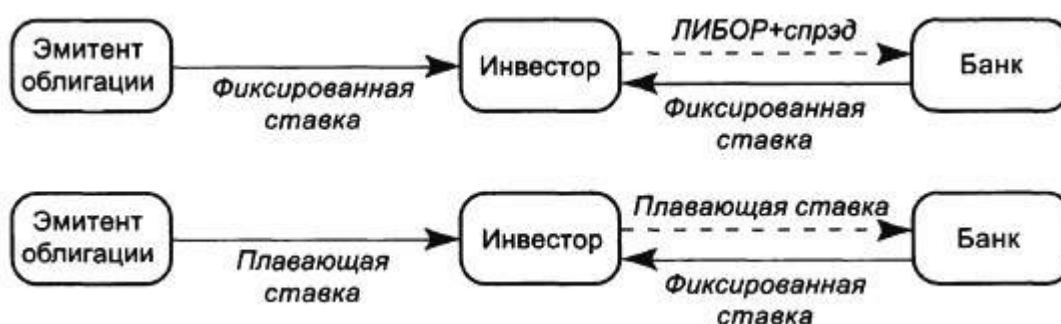 Эмитент
облигации
Фиксированная
ставка
Инвестор
ЛИБОР+спрэд
Фиксированная
ставка
Банк
Эмитент
облигации
Плавающая
ставка
Инвестор
Плавающая ставка
Фиксированная
ставка
Банк